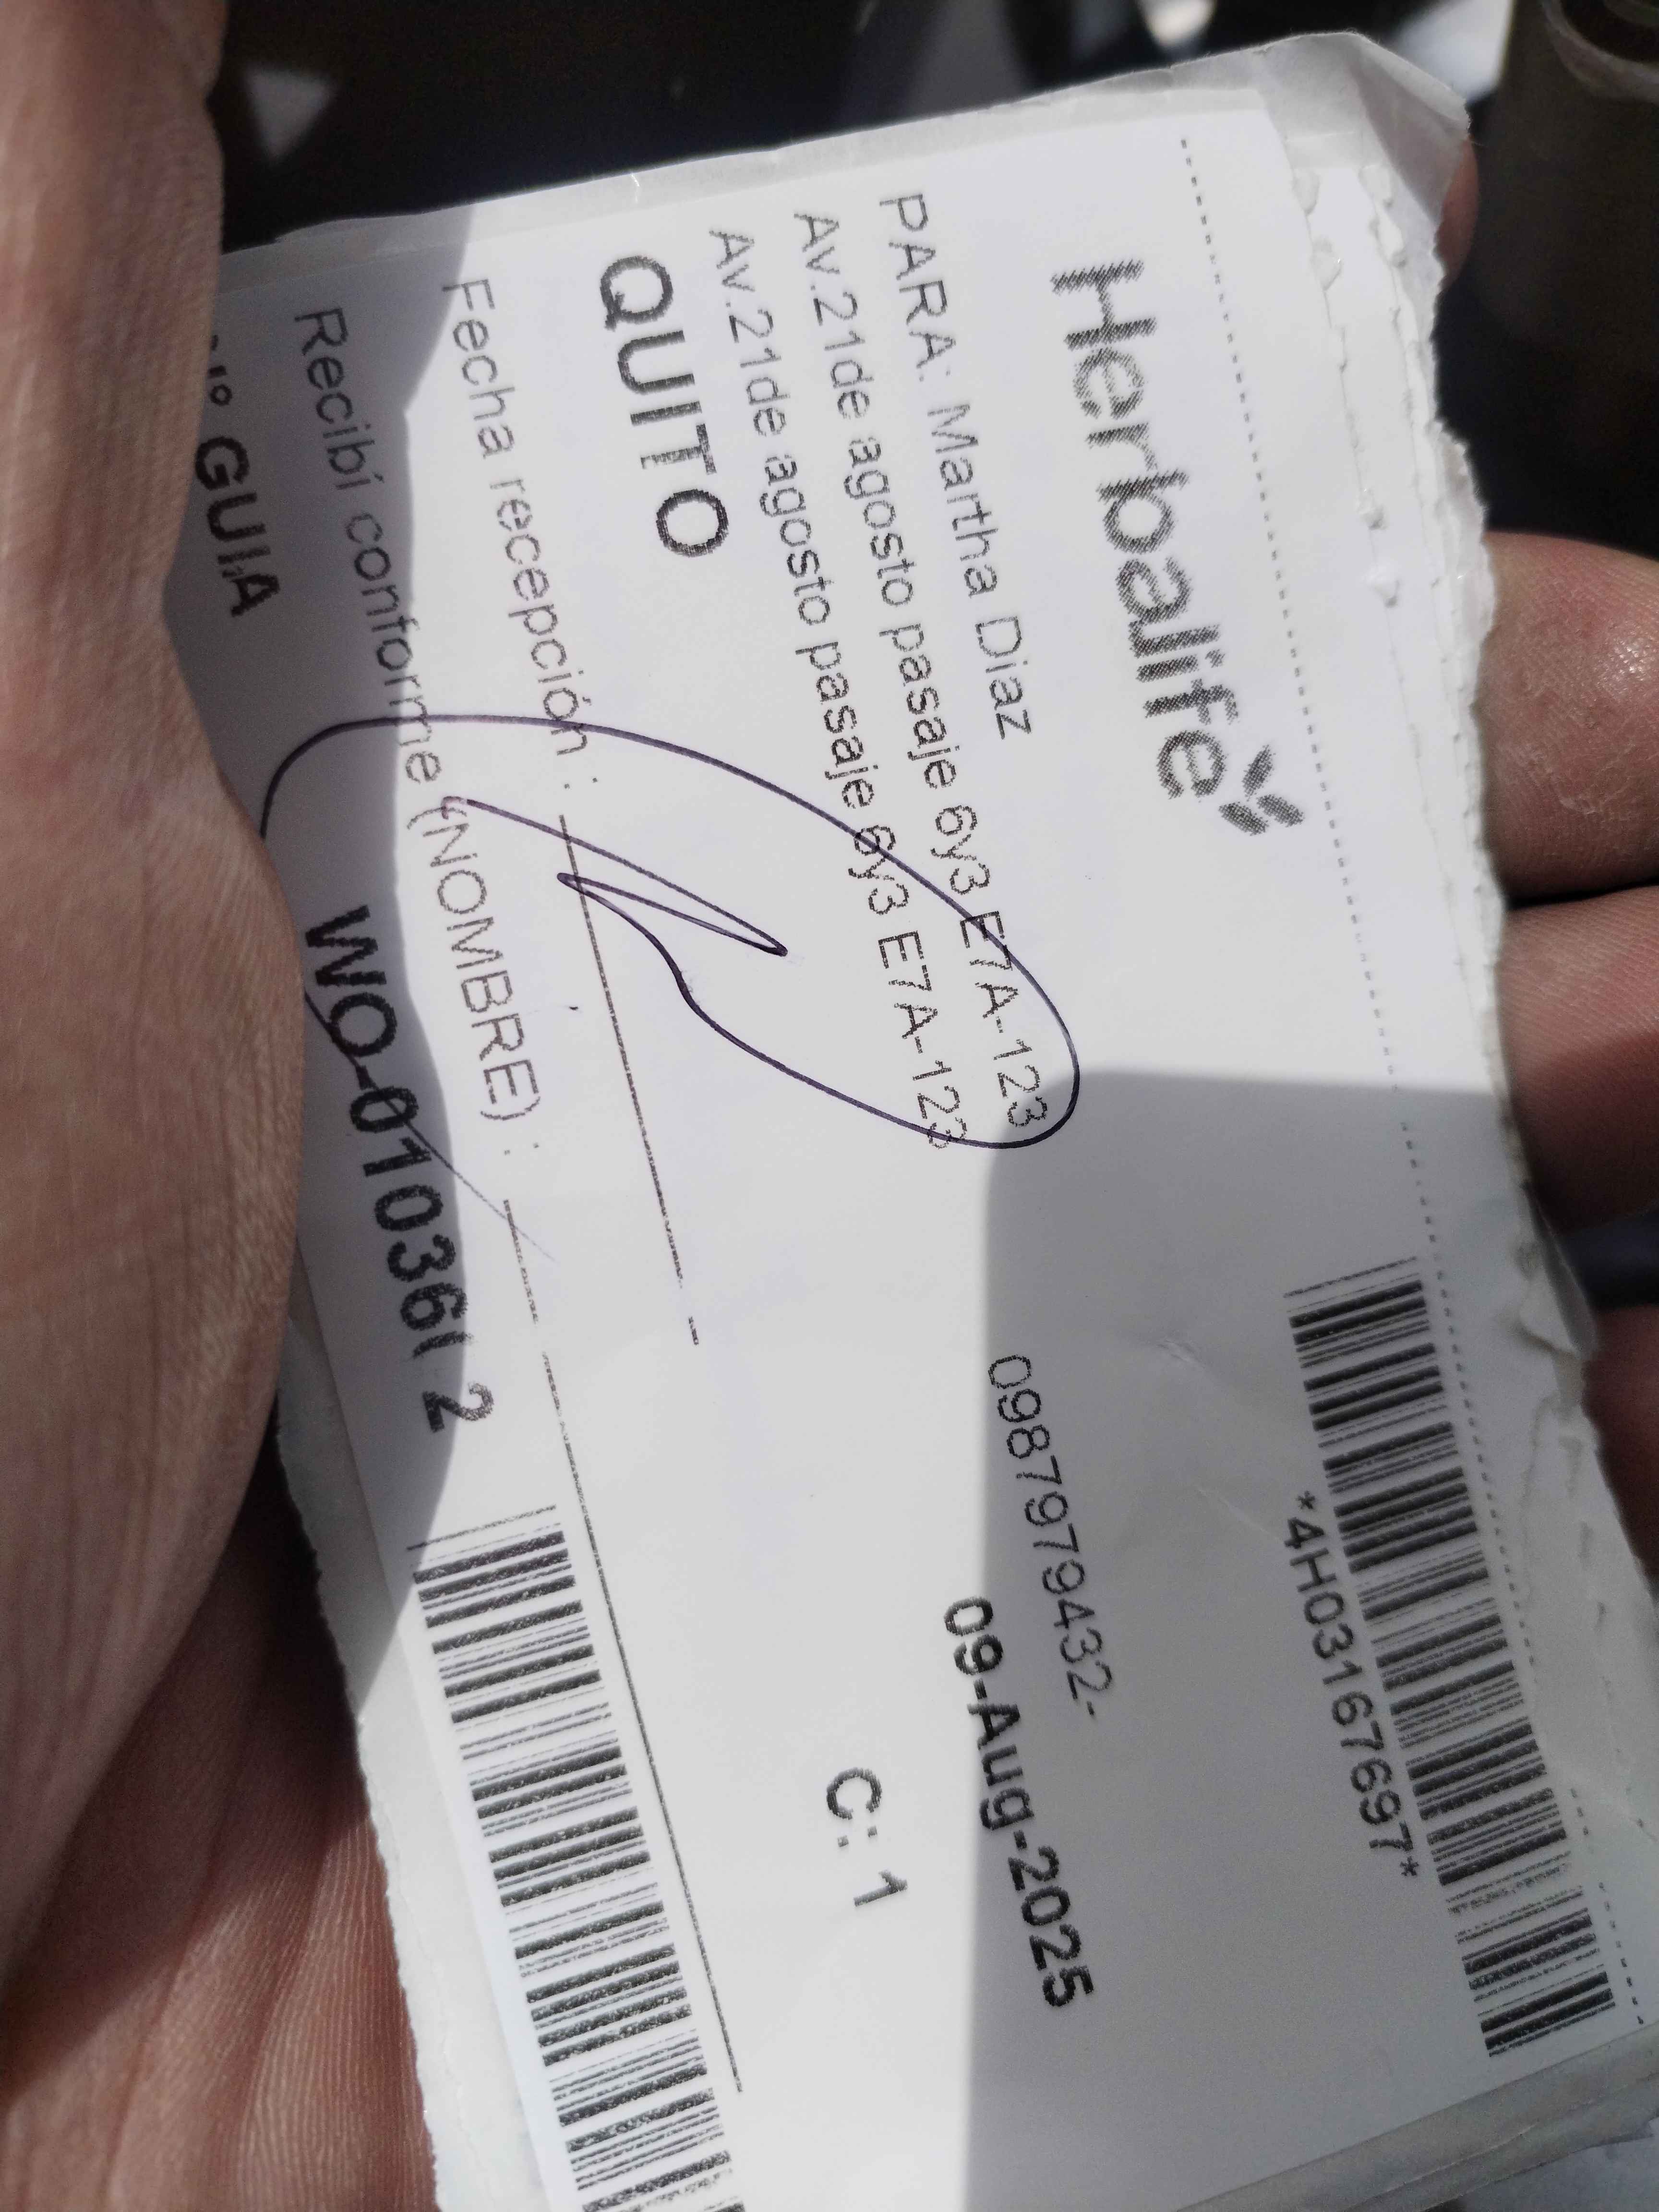 Herbalife
*4H03167697*
PARA: Martha Diaz
0987979432-
Av.21de agosto pasaje 6y3 E7A-123
Av.21de agosto pasaje 6y3 E7A-123
09-Aug-2025
QUITO
C: 1
Fecha recepción :
Recibí conforme (NOMBRE) :
GUIA